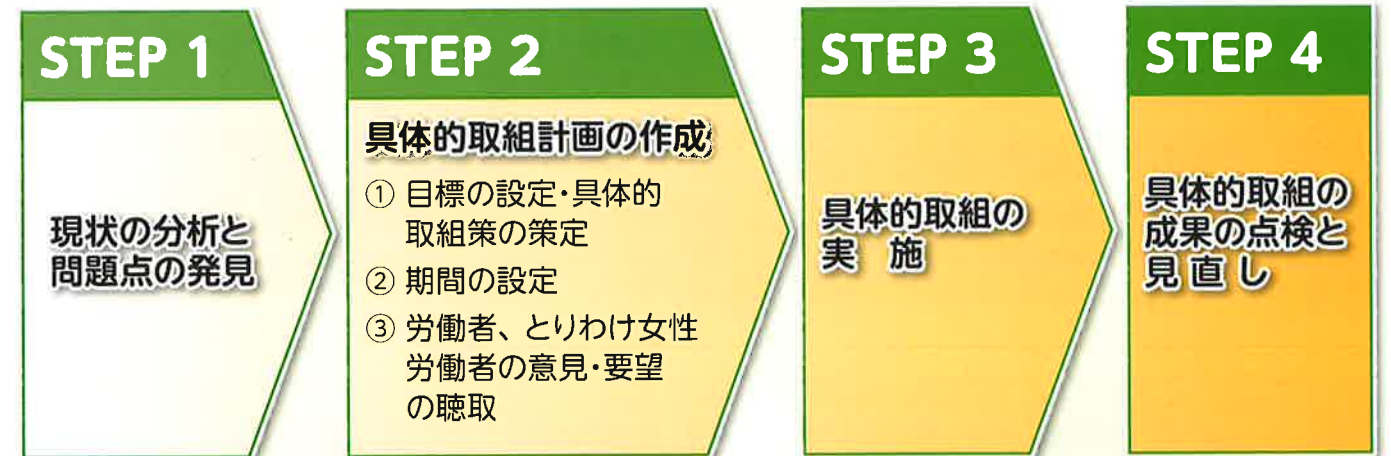 STEP 1
現状の分析と
問題点の発見
STEP 2
具体的取組計画の作成
① 目標の設定・具体的
取組策の策定
② 期間の設定
③ 労働者、とりわけ女性
労働者の意見・要望
の聴取
STEP 3
具体的取組の
実　施
STEP 4
具体的取組の
成果の点検と
見 直 し